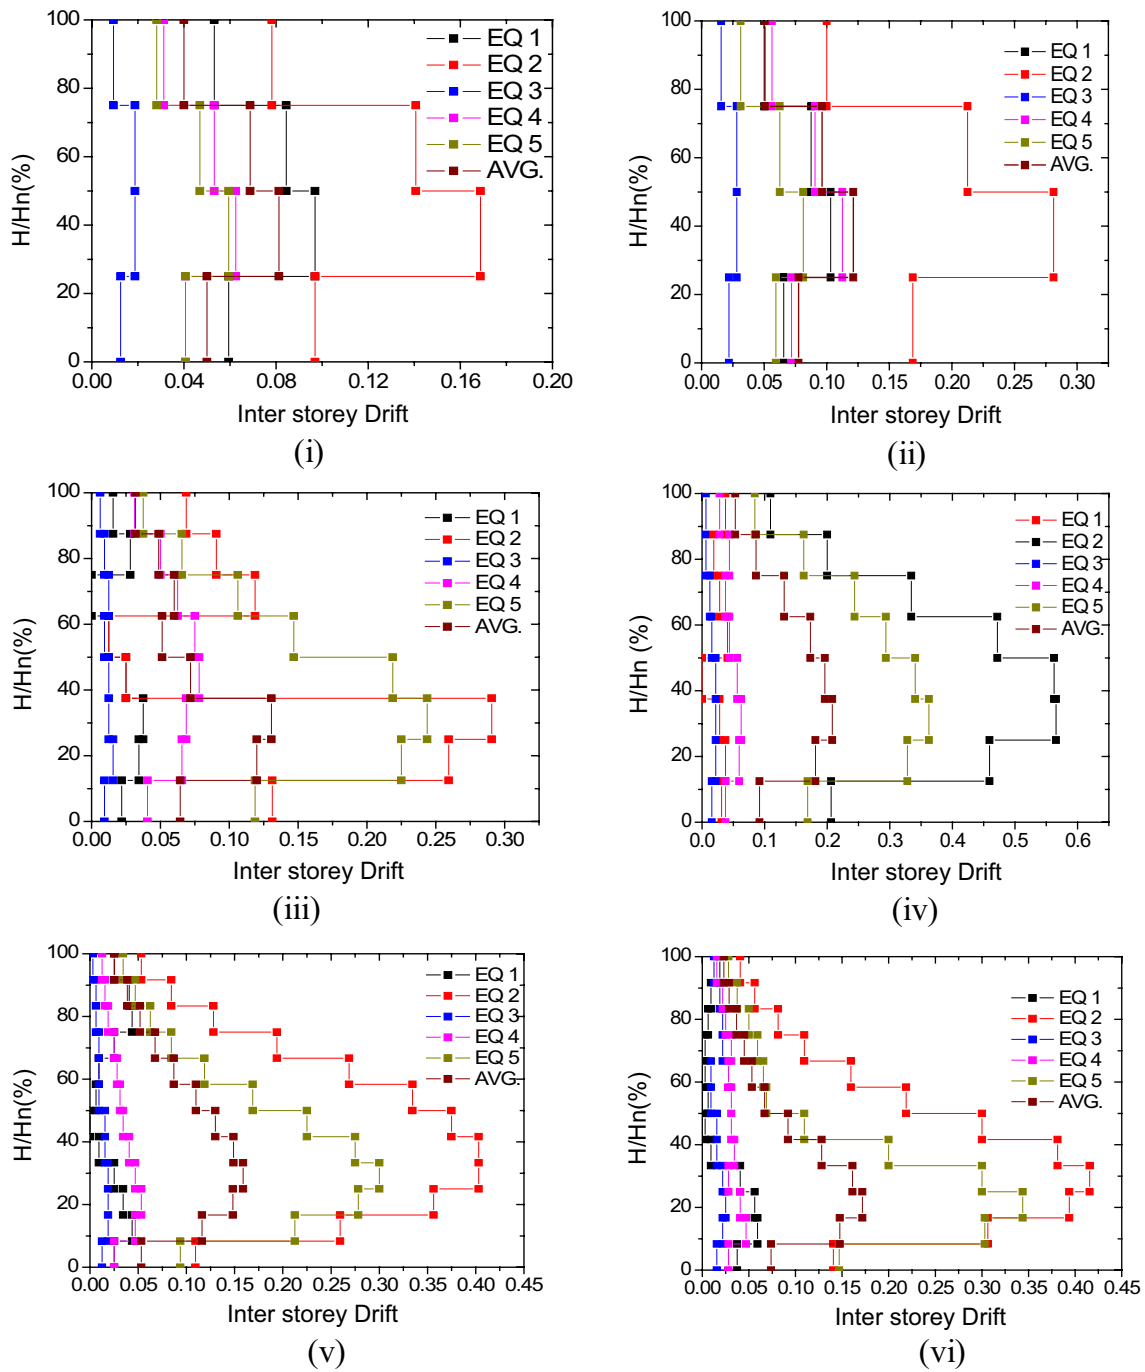 EQ 1
EQ 2
EQ 3
EQ 4
EQ 5
AVG.
100
80
60
40
20
0
H/Hn(%)
0.00 0.04 0.08 0.12 0.16 0.20
Inter storey Drift
(i)
EQ 1
EQ 2
EQ 3
EQ 4
EQ 5
AVG.
100
80
60
40
20
0
H/Hn(%)
0.00 0.05 0.10 0.15 0.20 0.25 0.30
Inter storey Drift
(ii)
EQ 1
EQ 2
EQ 3
EQ 4
EQ 5
AVG.
100
80
60
40
20
0
H/Hn(%)
0.00 0.05 0.10 0.15 0.20 0.25 0.30
Inter storey Drift
(iii)
EQ 1
EQ 2
EQ 3
EQ 4
EQ 5
AVG.
100
80
60
40
20
0
H/Hn (%)
0.0 0.1 0.2 0.3 0.4 0.5 0.6
Inter storey Drift
(iv)
EQ 1
EQ 2
EQ 3
EQ 4
EQ 5
AVG.
100
80
60
40
20
0
H/Hn(%)
0.00 0.05 0.10 0.15 0.20 0.25 0.30 0.35 0.40 0.45
Inter storey Drift
(v)
EQ 1
EQ 2
EQ 3
EQ 4
EQ 5
AVG.
100
80
60
40
20
0
H/Hn(%)
0.00 0.05 0.10 0.15 0.20 0.25 0.30 0.35 0.40 0.45
Inter storey Drift
(vi)